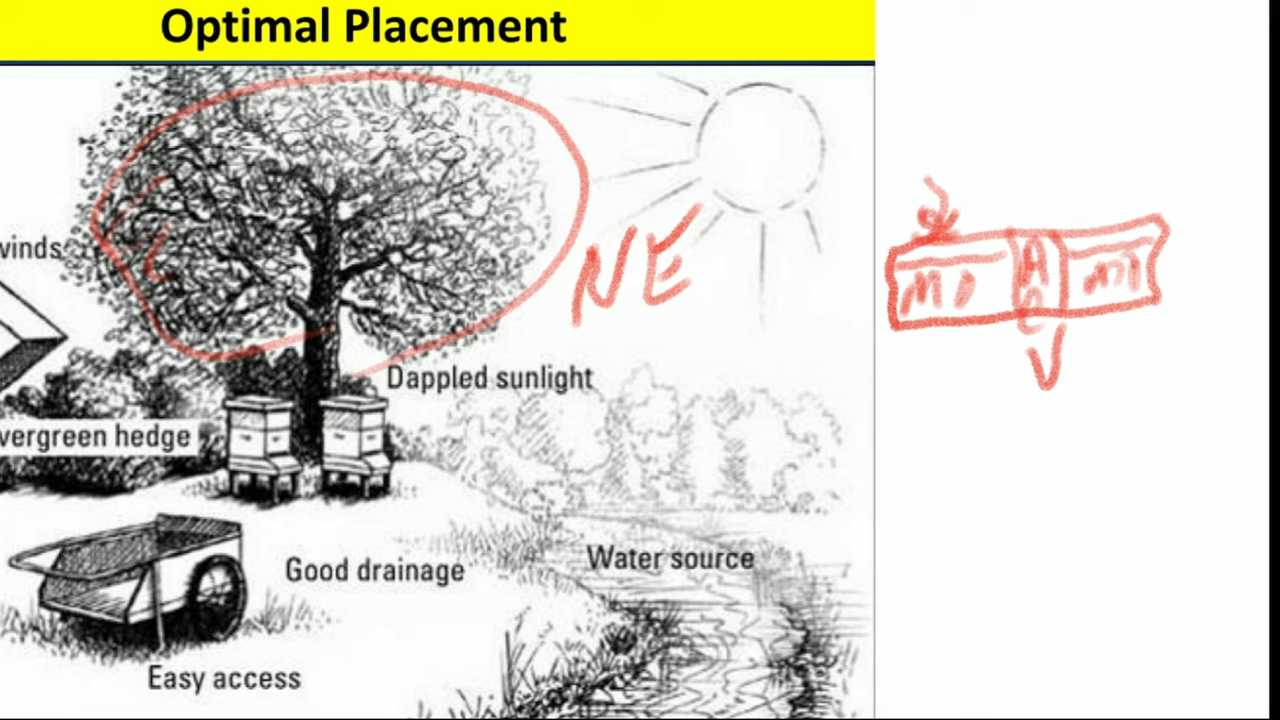 Optimal Placement
winds
NE
Dappled sunlight
vergreen hedge
Good drainage
Water source
Easy access